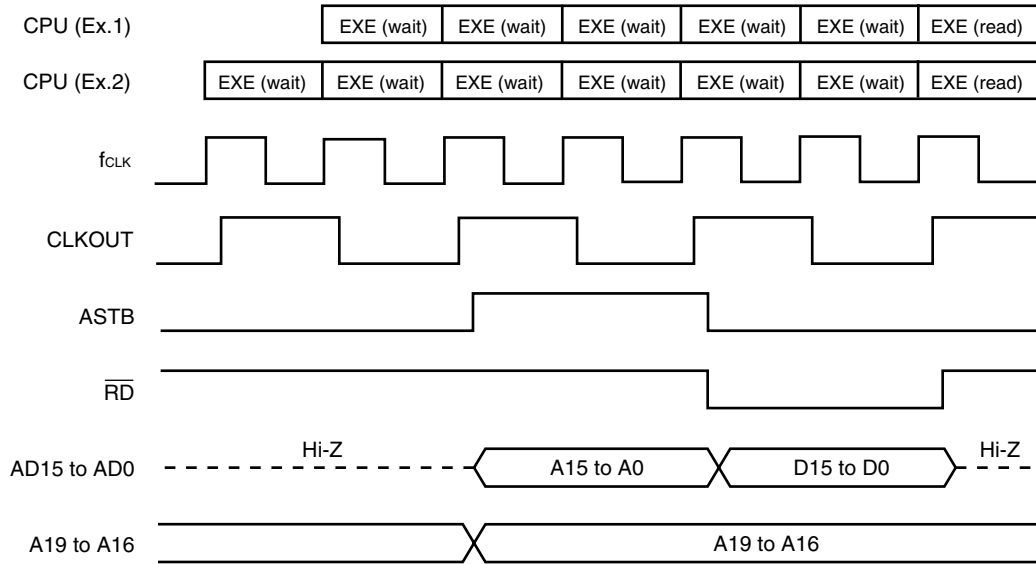 CPU (Ex.1) EXE (wait) EXE (wait) EXE (wait) EXE (wait) EXE (wait) EXE (read)
CPU (Ex.2) EXE (wait) EXE (wait) EXE (wait) EXE (wait) EXE (wait) EXE (wait) EXE (read)
fCLK
CLKOUT
ASTB
RD
AD15 to AD0 Hi-Z A15 to A0 D15 to D0 Hi-Z
A19 to A16 A19 to A16